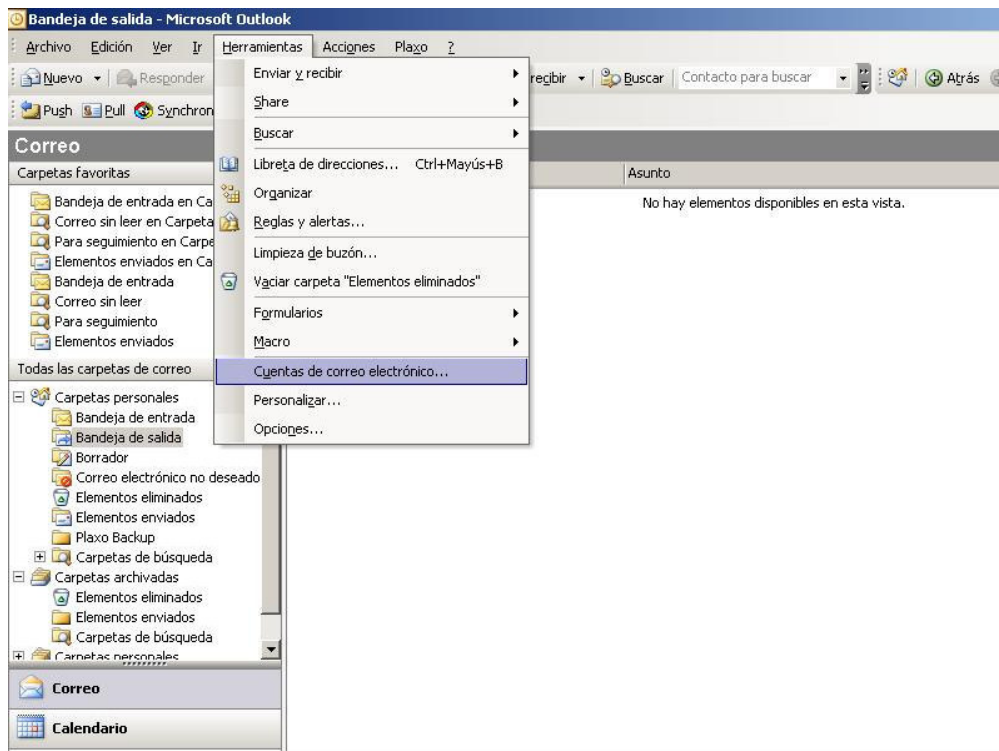 Bandeja de salida - Microsoft Outlook
Archivo Edición Ver Ir Herramientas Acciones Plaxo ?
Nuevo Responder recibir Buscar Contacto para buscar Atrás
Push Pull Synchron
Enviar y recibir
Share
Buscar
Libreta de direcciones... Ctrl+Mayús+B
Organizar
Reglas y alertas...
Limpieza de buzón...
Vaciar carpeta "Elementos eliminados"
Formularios
Macro
Cuentas de correo electrónico...
Personalizar...
Opciones...
Correo
Carpetas favoritas
Bandeja de entrada en Ca
Correo sin leer en Carpeta
Para seguimiento en Carpe
Elementos enviados en Ca
Bandeja de entrada
Correo sin leer
Para seguimiento
Elementos enviados
Todas las carpetas de correo
Carpetas personales
Bandeja de entrada
Bandeja de salida
Borrador
Correo electrónico no deseado
Elementos eliminados
Elementos enviados
Plaxo Backup
Carpetas de búsqueda
Carpetas archivadas
Elementos eliminados
Elementos enviados
Carpetas de búsqueda
Carpetas personales
Correo
Calendario
Asunto
No hay elementos disponibles en esta vista.